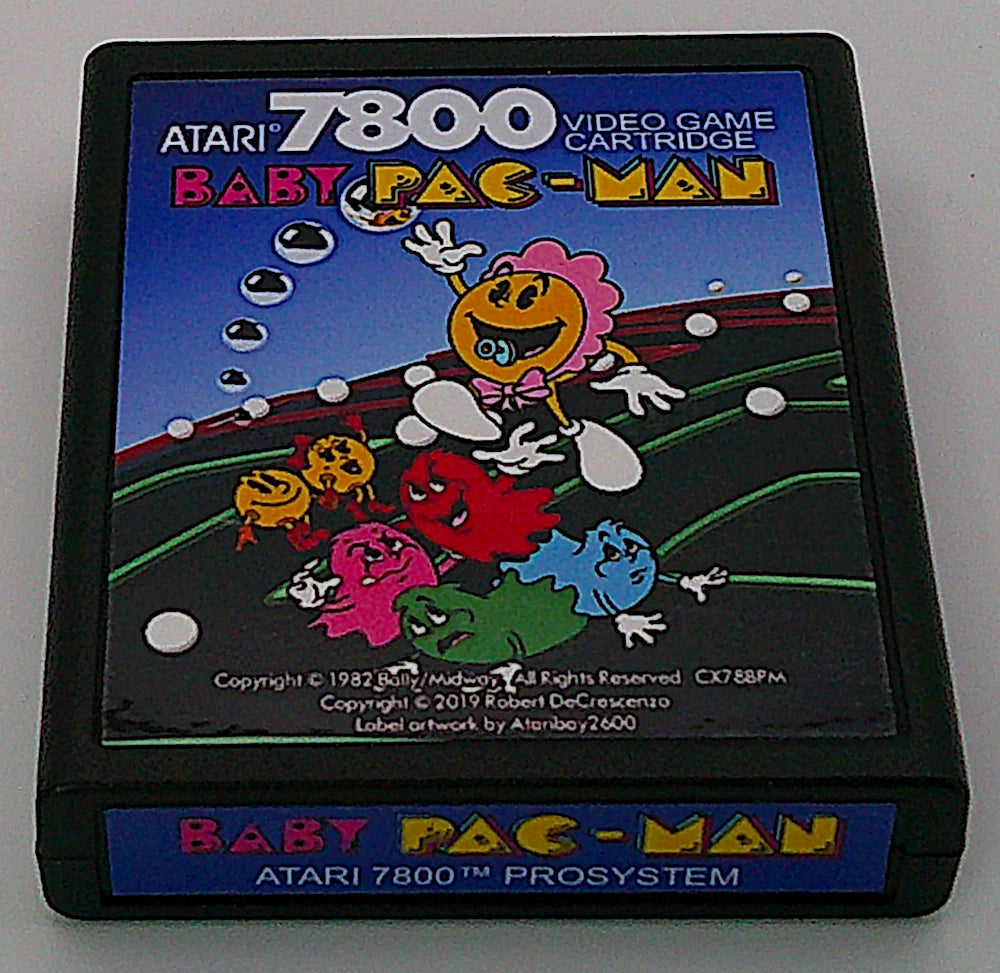 ATARI® 7800 VIDEO GAME CARTRIDGE
BABY PAC-MAN
Copyright © 1982 Bally/Midway All Rights Reserved CX78BPM
Copyright © 2019 Robert DeCrescenzo
Label artwork by Atariboy2600
BABY PAC-MAN
ATARI 7800™ PROSYSTEM